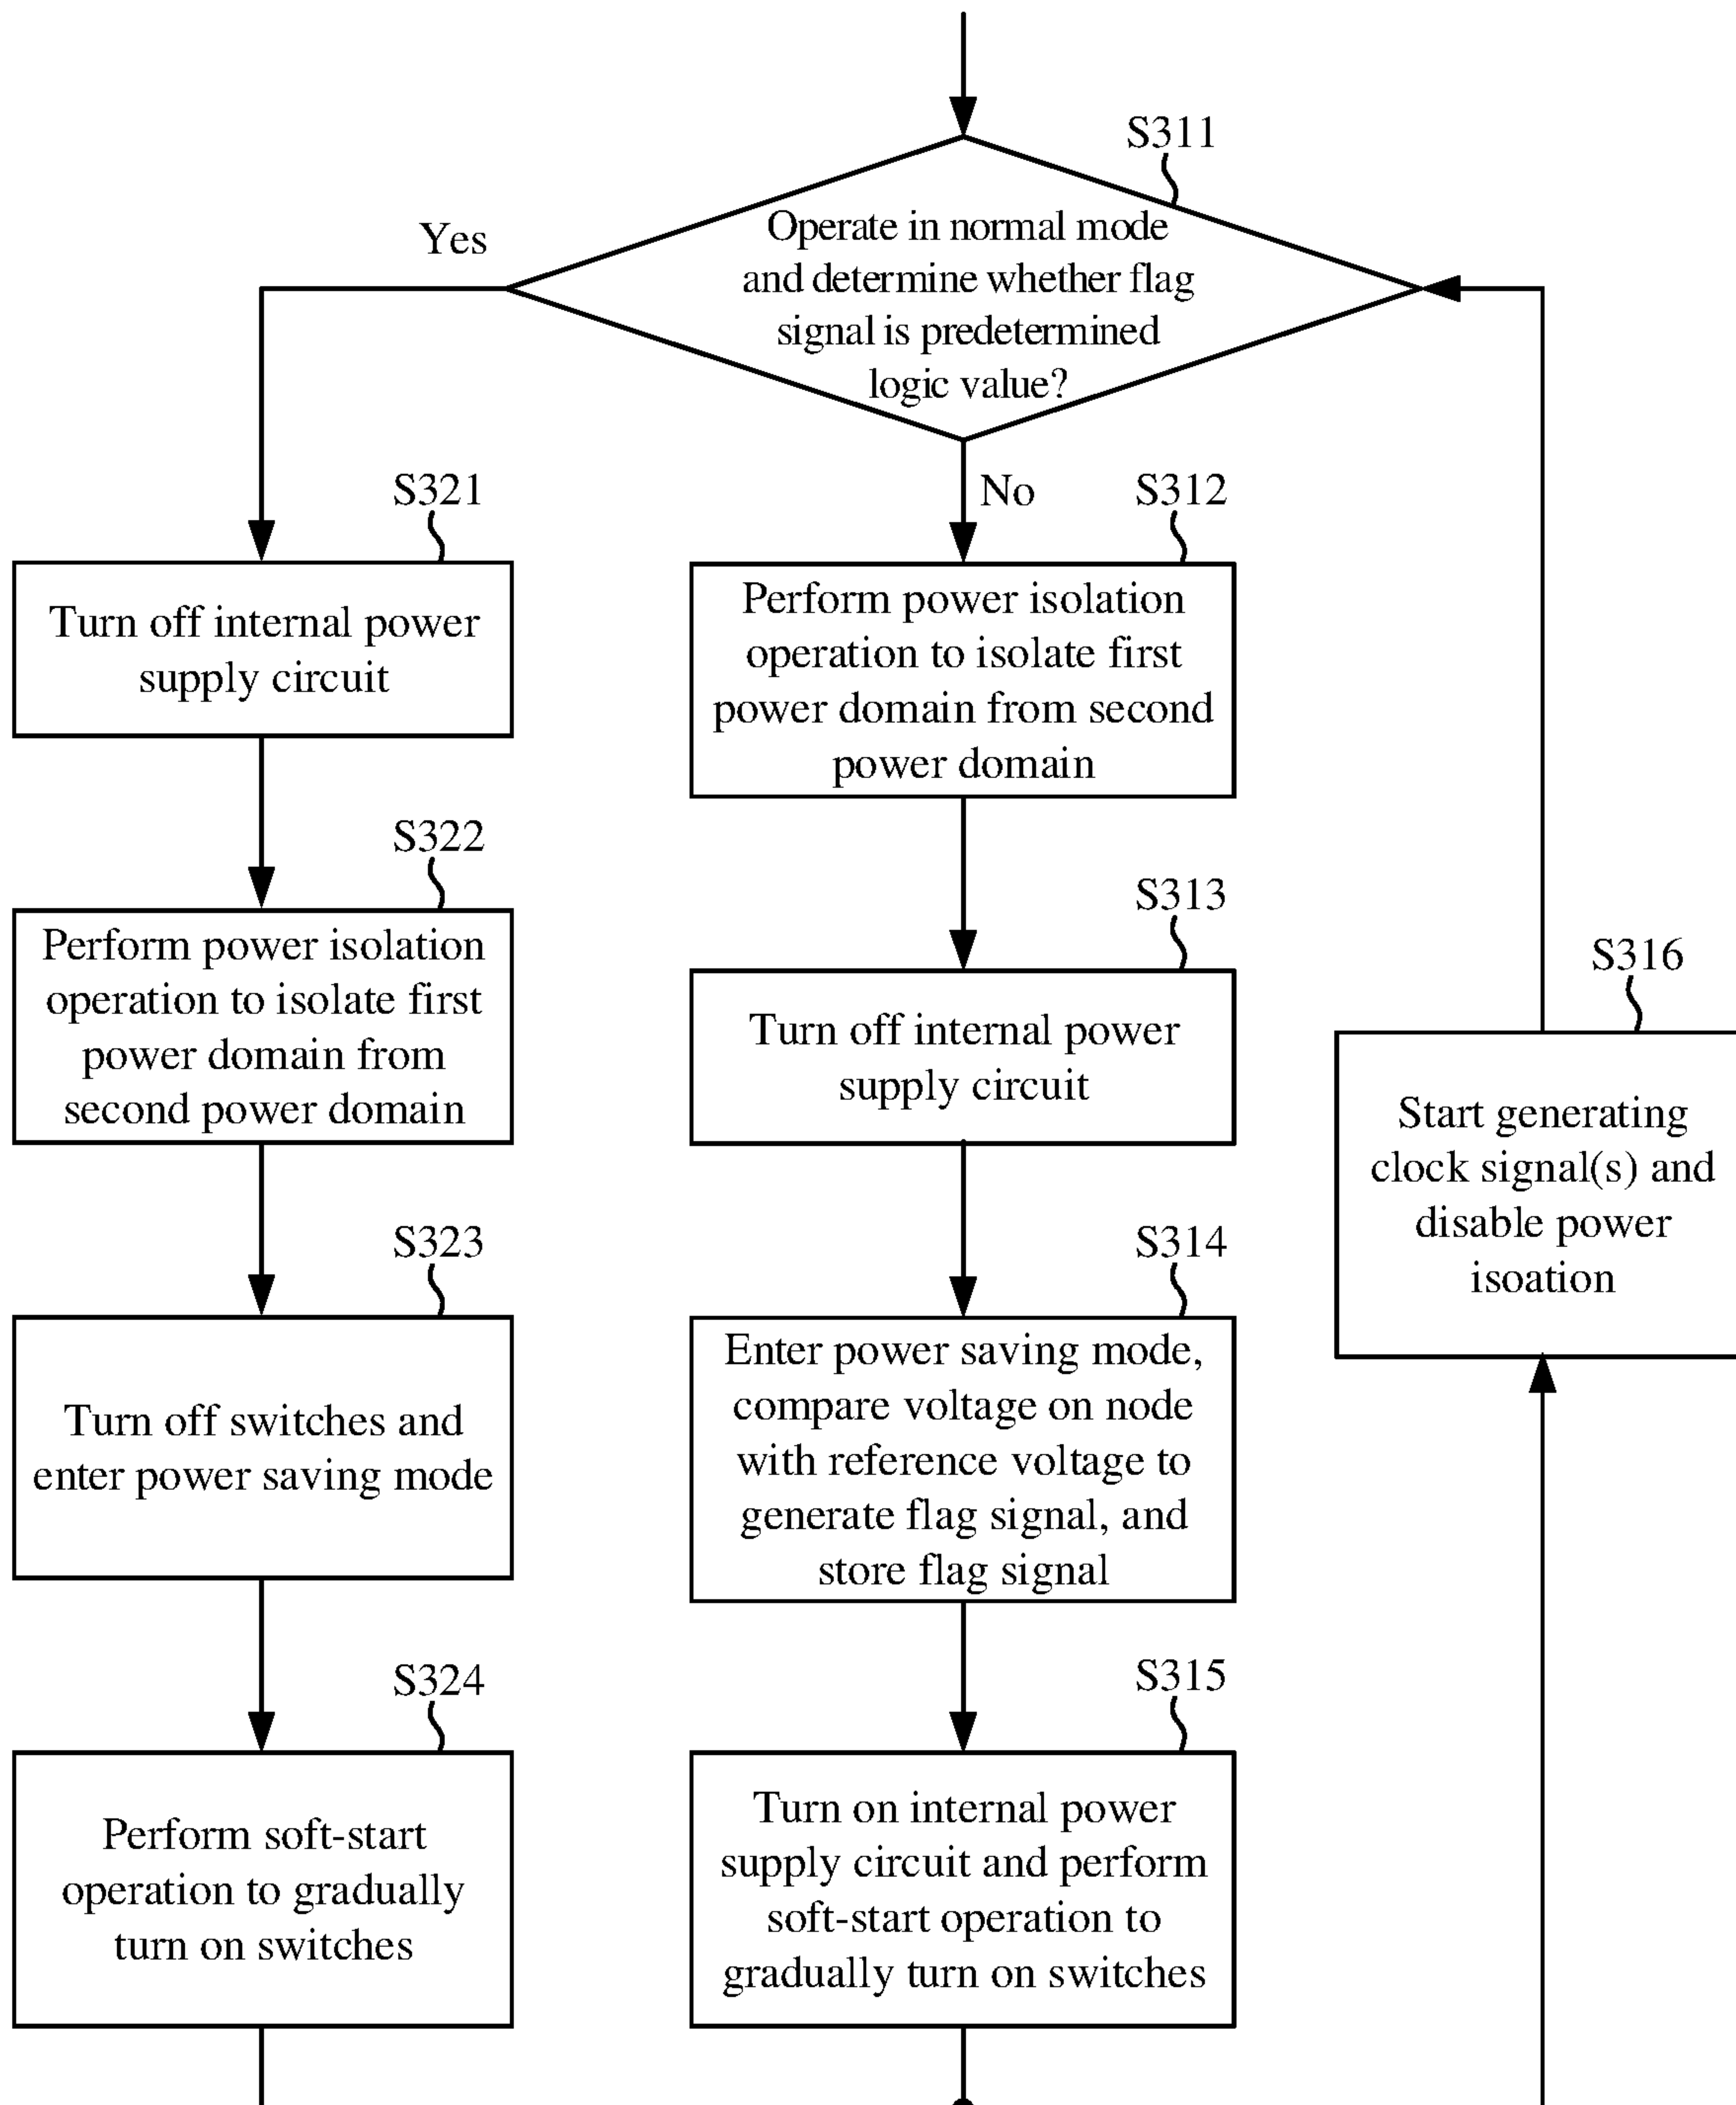 S311
Operate in normal mode
and determine whether flag
signal is predetermined
logic value?
Yes
No
S321
Turn off internal power
supply circuit
S322
Perform power isolation
operation to isolate first
power domain from
second power domain
S323
Turn off switches and
enter power saving mode
S324
Perform soft-start
operation to gradually
turn on switches
S312
Perform power isolation
operation to isolate first
power domain from second
power domain
S313
Turn off internal power
supply circuit
S314
Enter power saving mode,
compare voltage on node
with reference voltage to
generate flag signal, and
store flag signal
S315
Turn on internal power
supply circuit and perform
soft-start operation to
gradually turn on switches
S316
Start generating
clock signal(s) and
disable power
isoation